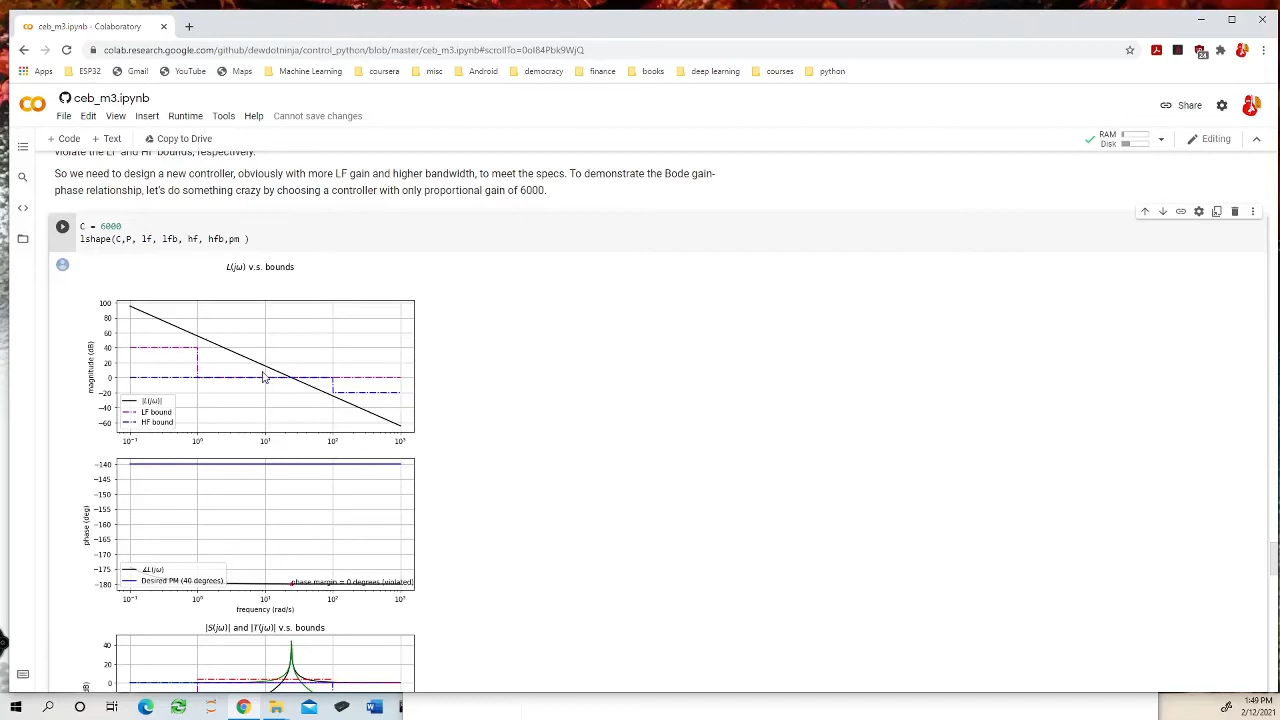 ceb_m3.ipynb - Colaboratory
colab.research.google.com/github/dewdotninja/control_python/blob/master/ceb_m3.ipynb#scrollTo=0oI84Pbk9WjQ
Apps ESP32 Gmail YouTube Maps Machine Learning coursera misc Android democracy finance books deep learning courses python
ceb_m3.ipynb
Share
File Edit View Insert Runtime Tools Help Cannot save changes
+ Code + Text Copy to Drive
RAM
Disk
Editing
violate the LF and HF bounds, respectively.
So we need to design a new controller, obviously with more LF gain and higher bandwidth, to meet the specs. To demonstrate the Bode gain-
phase relationship, let's do something crazy by choosing a controller with only proportional gain of 6000.
C = 6000
lshape(C,P, lf, lfb, hf, hfb,pm )
L(jω) v.s. bounds
100
80
60
40
20
0
−20
−40
−60
magnitude (dB)
|L(jω)|
LF bound
HF bound
10⁻¹ 10⁰ 10¹ 10² 10³
−140
−145
−150
−155
−160
−165
−170
−175
−180
phase (deg)
∠L(jω)
Desired PM (40 degrees)
phase margin = 0 degrees (violated)
10⁻¹ 10⁰ 10¹ 10² 10³
frequency (rad/s)
|S(jω)| and |T(jω)| v.s. bounds
40
20
0
1:49 PM
2/12/2021